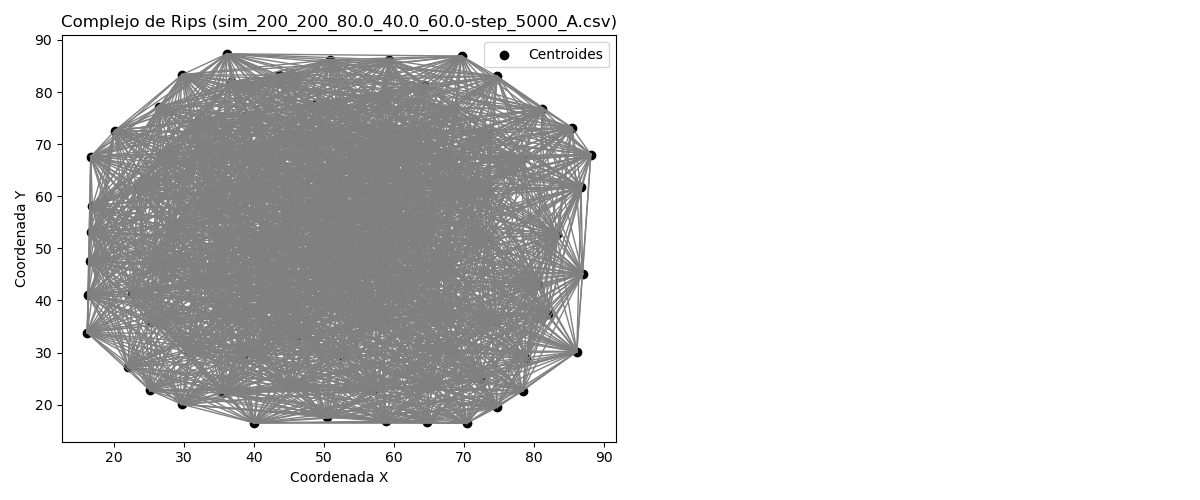 Complejo de Rips (sim_200_200_80.0_40.0_60.0-step_5000_A.csv)
Centroides
90
80
70
60
50
40
30
20
Coordenada Y
20 30 40 50 60 70 80 90
Coordenada X